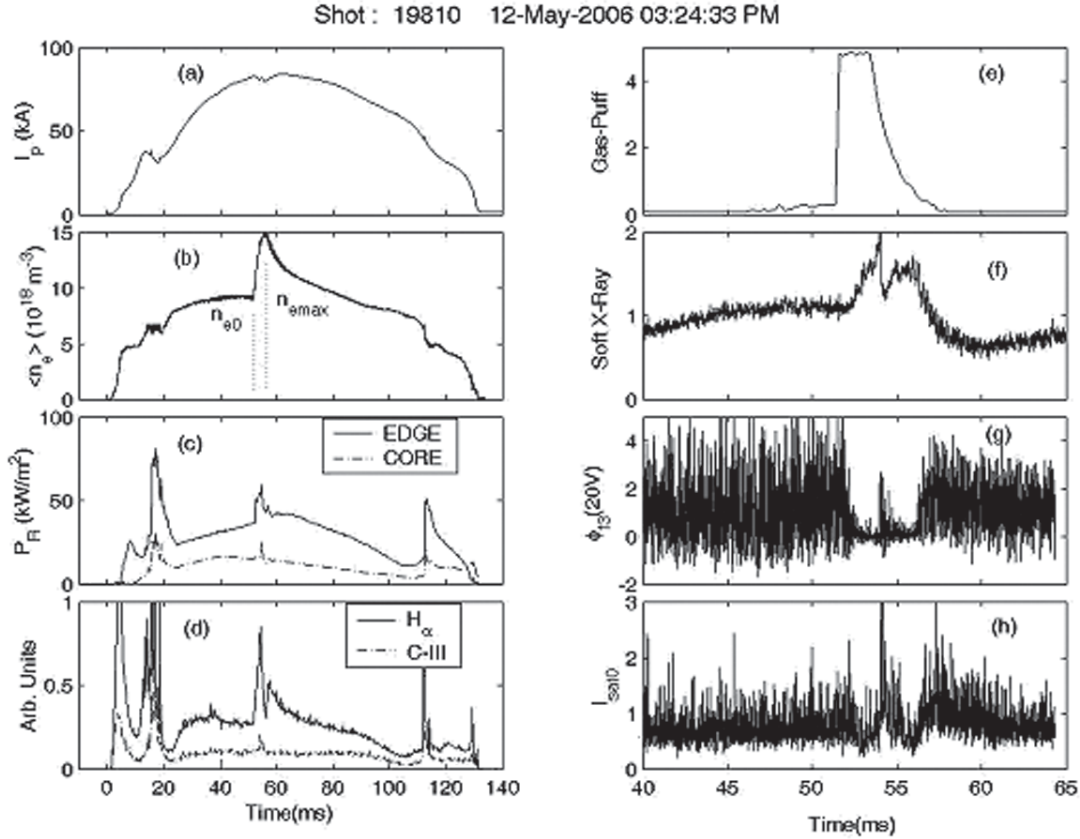 Shot : 19810 12-May-2006 03:24:33 PM
100
50
0
I_p (kA)
(a)
15
10
5
0
<n_e> (10^18 m^-3)
(b)
n_e0
n_emax
100
50
0
P_R (kW/m^2)
(c)
EDGE
CORE
1
0.5
0
Arb. Units
(d)
H_α
C-III
0 20 40 60 80 100 120 140
Time(ms)
4
2
0
Gas-Puff
(e)
2
1
0
Soft X-Ray
(f)
4
2
0
-2
ϕ_13(20V)
(g)
3
2
1
0
I_sat0
(h)
40 45 50 55 60 65
Time(ms)